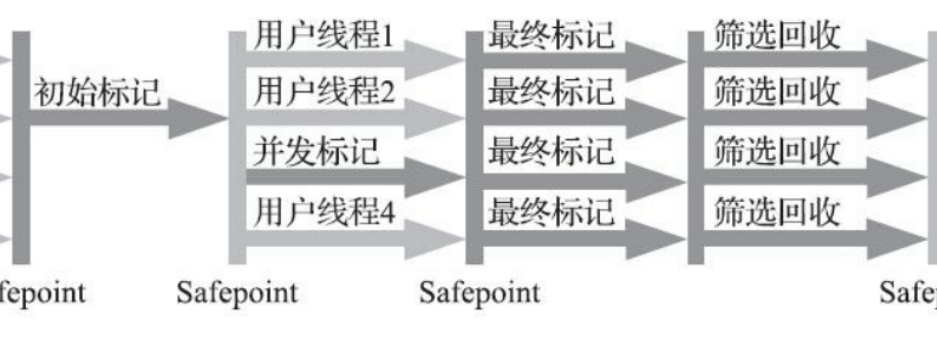 用户线程1 最终标记 筛选回收
初始标记 用户线程2 最终标记 筛选回收
并发标记 最终标记 筛选回收
用户线程4 最终标记 筛选回收
fepoint Safepoint Safepoint Safe